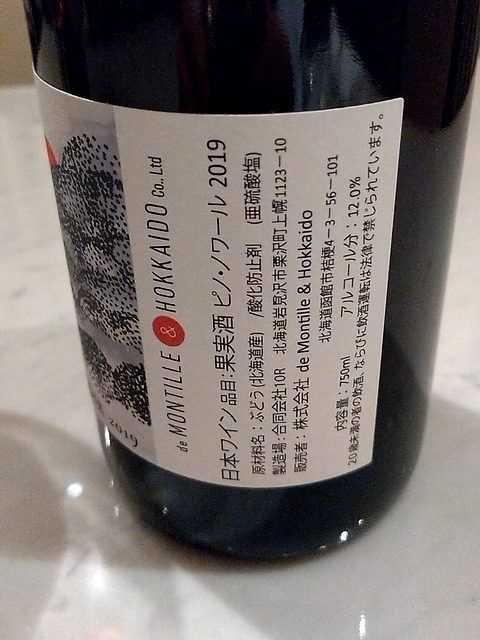 de MONTILLE & HOKKAIDO Co., Ltd
日本ワイン 品目:果実酒 ピノ・ノワール 2019
原材料名:ぶどう(北海道産) /酸化防止剤 (亜硫酸塩)
製造場:合同会社10R 北海道岩見沢市栗沢町上幌1123-10
販売者:株式会社 de Montille & Hokkaido
北海道函館市桔梗4-3-56-101
内容量:750ml アルコール分:12.0%
20歳未満の者の飲酒、ならびに飲酒運転は法律で禁じられています。
2019